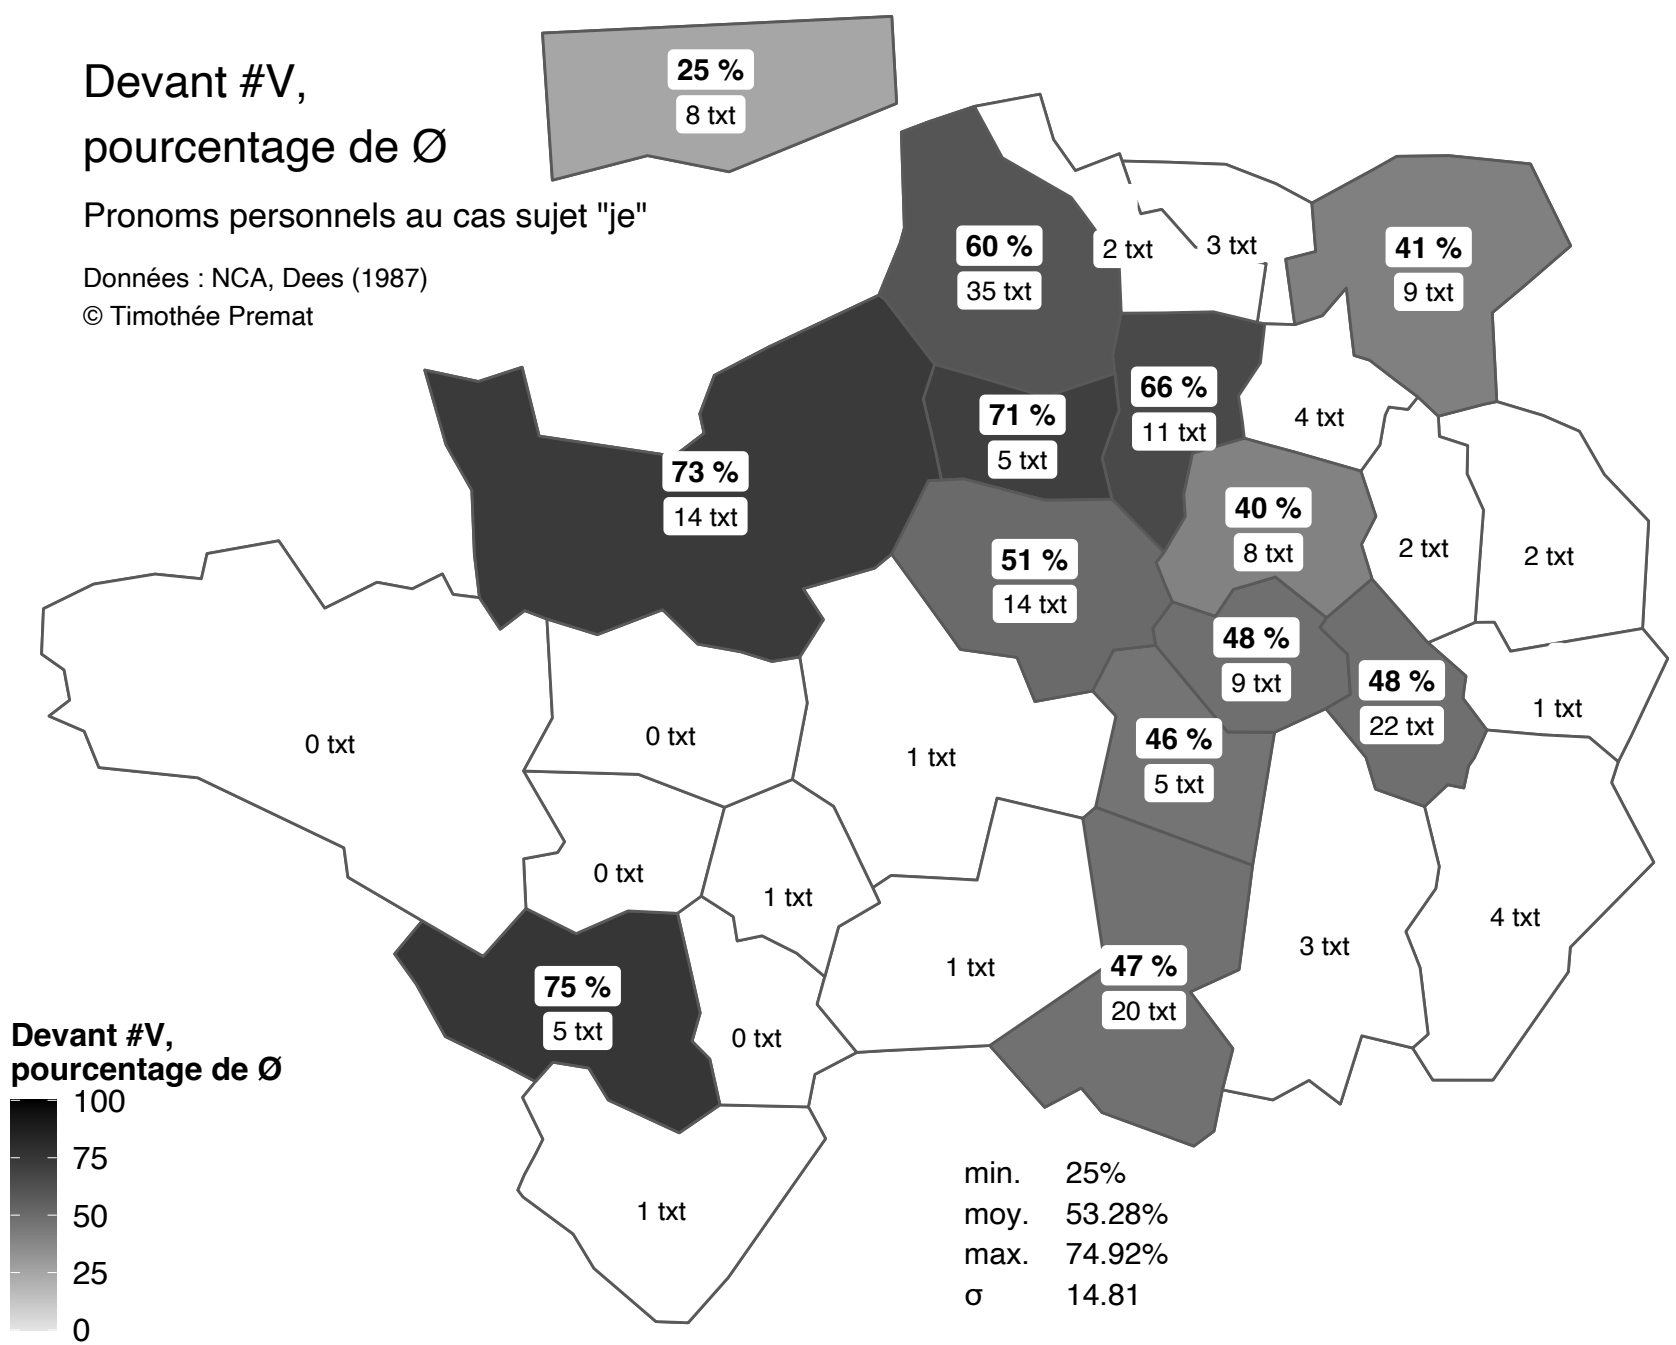 Devant #V,
pourcentage de Ø
Pronoms personnels au cas sujet "je"
Données : NCA, Dees (1987)
© Timothée Premat
25 %
8 txt
60 %
35 txt
2 txt
3 txt
41 %
9 txt
73 %
14 txt
71 %
5 txt
66 %
11 txt
4 txt
40 %
8 txt
2 txt
2 txt
51 %
14 txt
48 %
9 txt
48 %
22 txt
1 txt
0 txt
0 txt
1 txt
46 %
5 txt
0 txt
1 txt
1 txt
47 %
20 txt
3 txt
4 txt
75 %
5 txt
0 txt
1 txt
Devant #V,
pourcentage de Ø
100
75
50
25
0
min. 25%
moy. 53.28%
max. 74.92%
σ 14.81